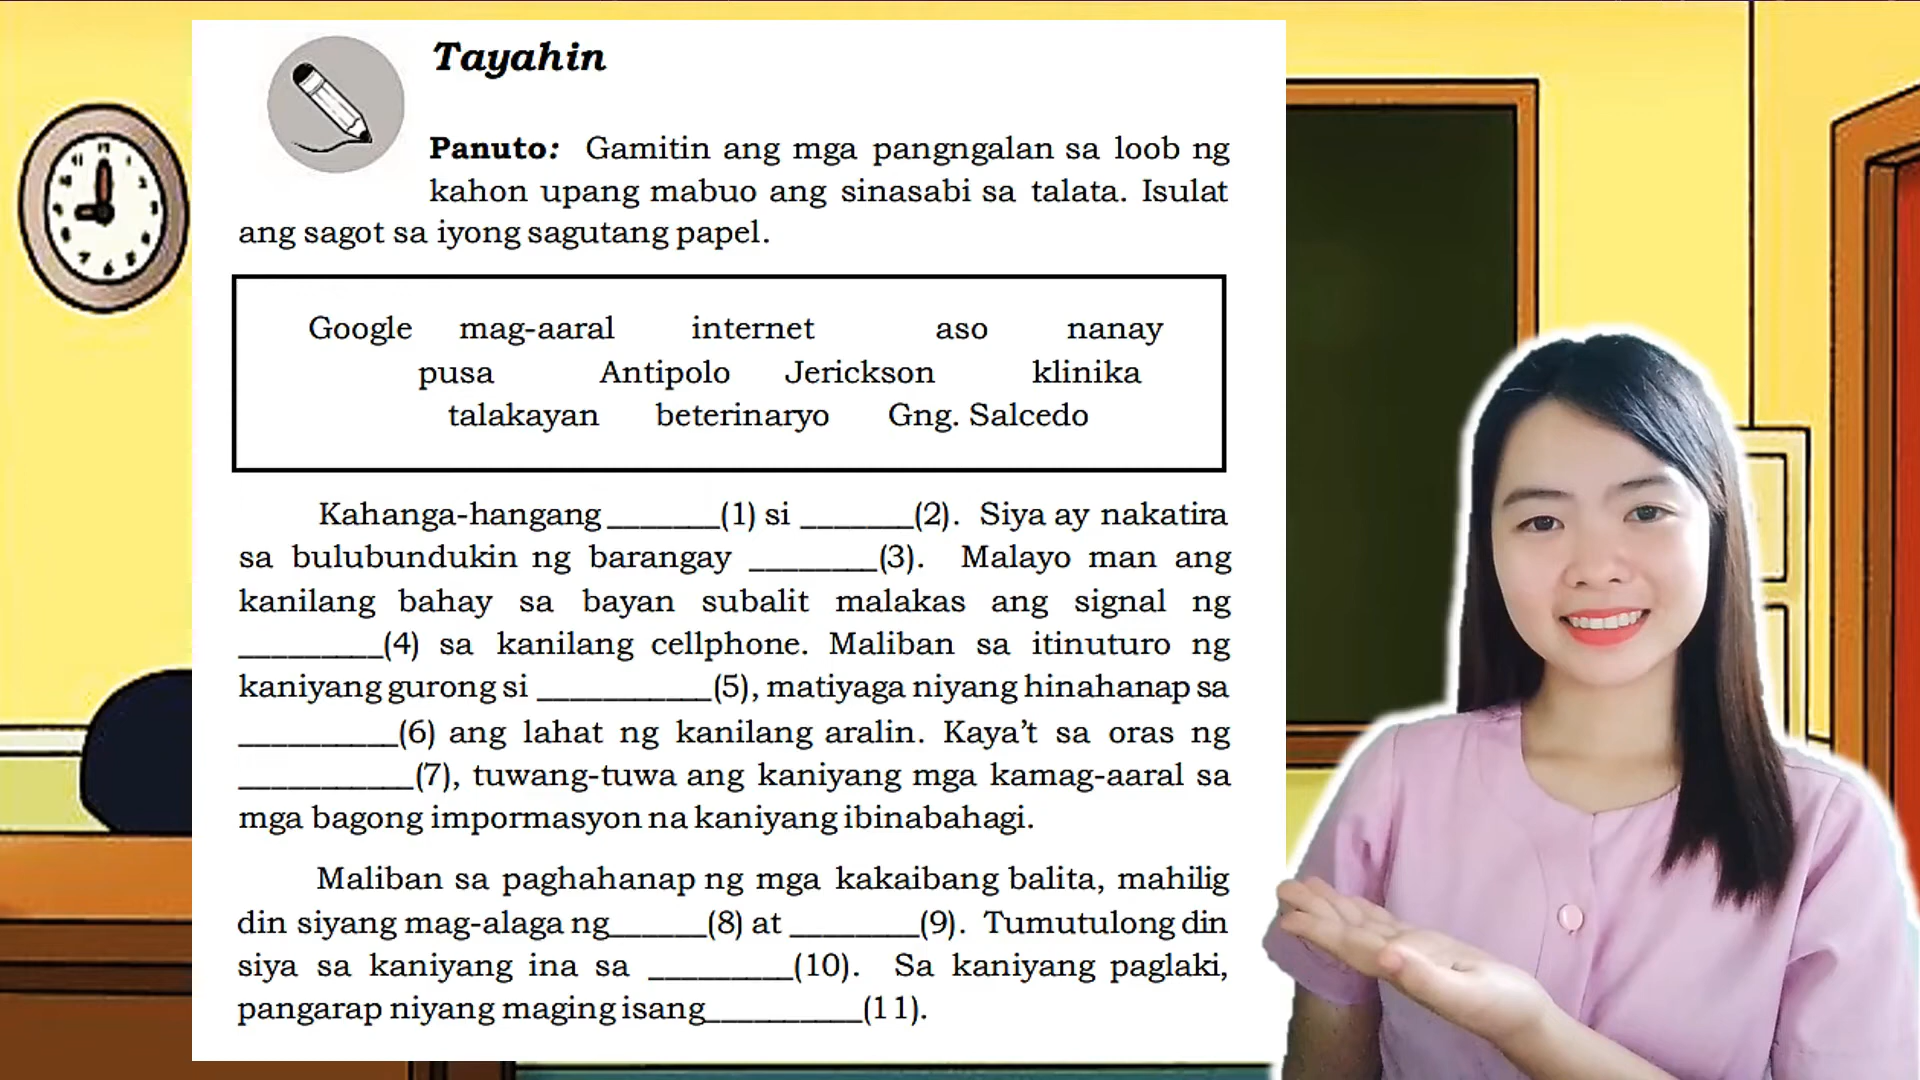 Tayahin
Panuto: Gamitin ang mga pangngalan sa loob ng
kahon upang mabuo ang sinasabi sa talata. Isulat
ang sagot sa iyong sagutang papel.
Google mag-aaral internet aso nanay
pusa Antipolo Jerickson klinika
talakayan beterinaryo Gng. Salcedo
Kahanga-hangang _______(1) si _______(2). Siya ay nakatira
sa bulubundukin ng barangay ________(3). Malayo man ang
kanilang bahay sa bayan subalit malakas ang signal ng
_________(4) sa kanilang cellphone. Maliban sa itinuturo ng
kaniyang gurong si ___________(5), matiyaga niyang hinahanap sa
__________(6) ang lahat ng kanilang aralin. Kaya’t sa oras ng
___________(7), tuwang-tuwa ang kaniyang mga kamag-aaral sa
mga bagong impormasyon na kaniyang ibinabahagi.
Maliban sa paghahanap ng mga kakaibang balita, mahilig
din siyang mag-alaga ng______(8) at ________(9). Tumutulong din
siya sa kaniyang ina sa _________(10). Sa kaniyang paglaki,
pangarap niyang maging isang__________(11).